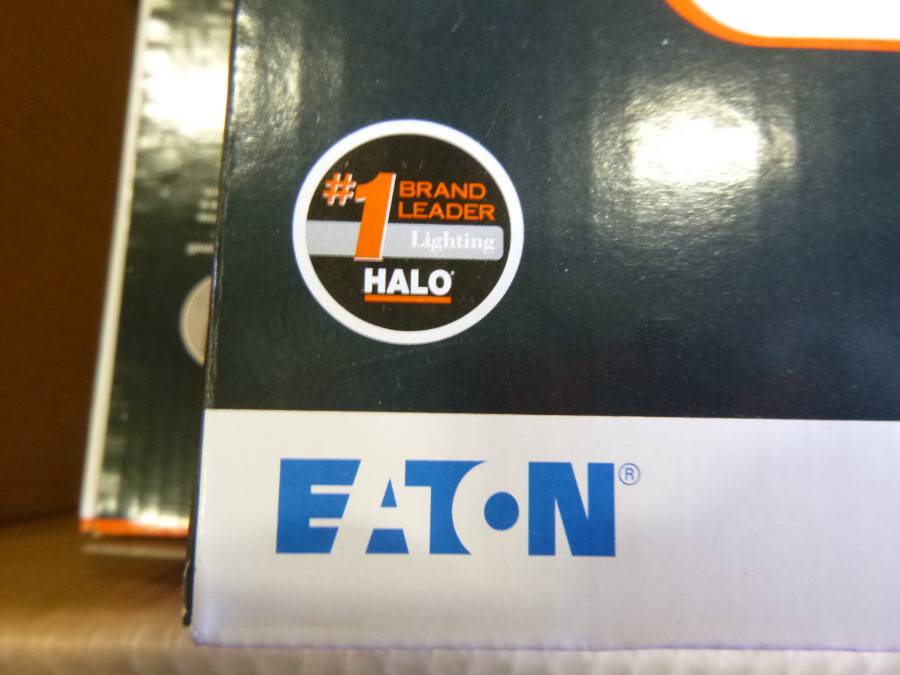 #1 BRAND
LEADER
Lighting
HALO®
EATON®